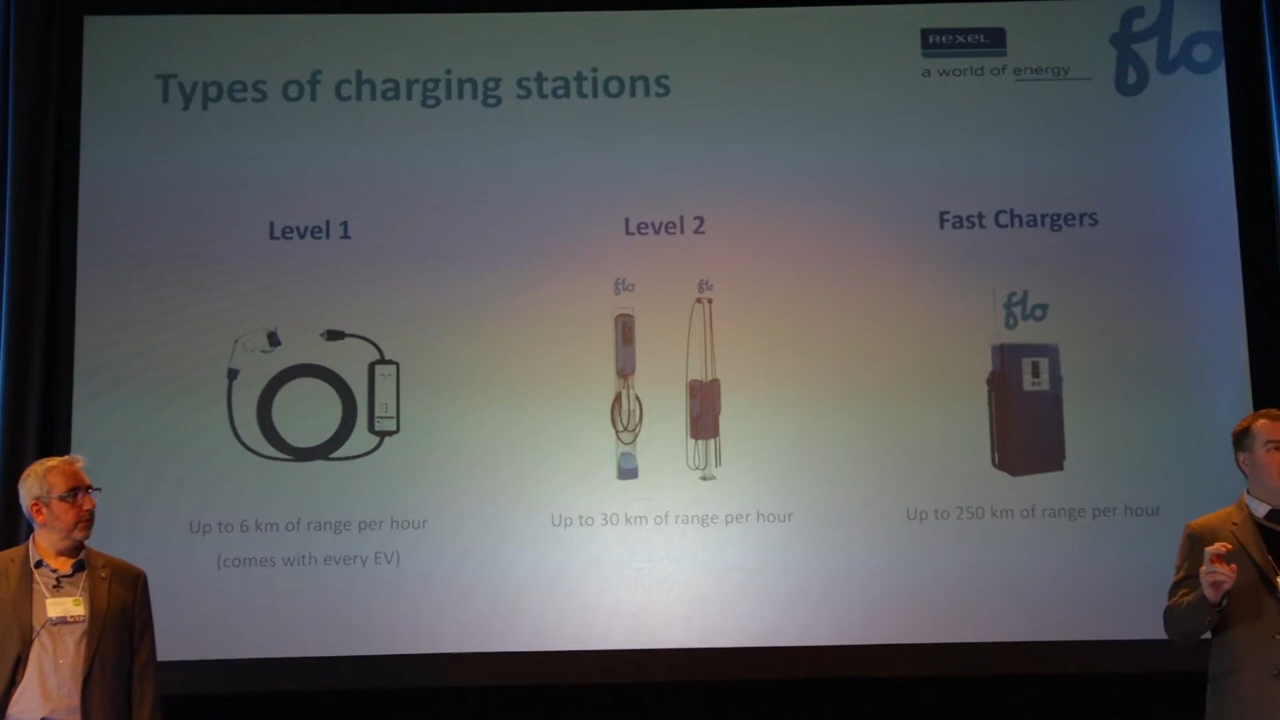 Types of charging stations
REXEL
a world of energy
flo
Level 1
Level 2
Fast Chargers
flo
flo
flo
Up to 6 km of range per hour
(comes with every EV)
Up to 30 km of range per hour
Up to 250 km of range per hour